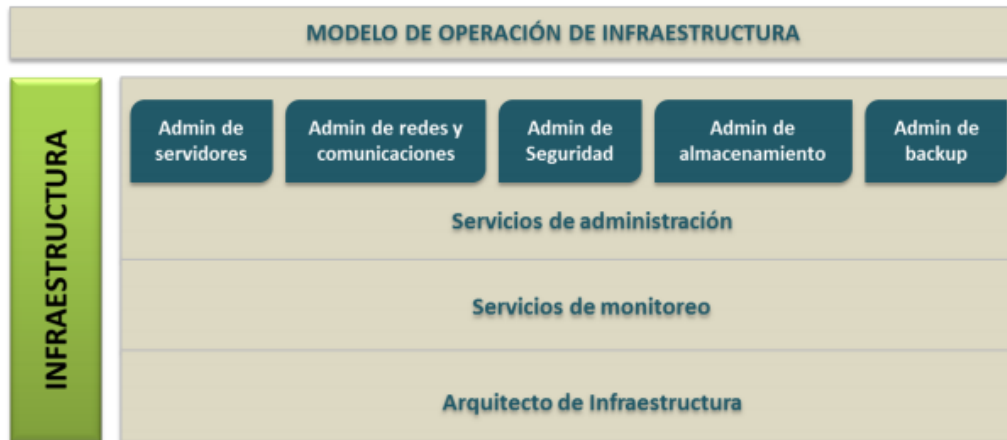 MODELO DE OPERACIÓN DE INFRAESTRUCTURA
INFRAESTRUCTURA
Admin de
servidores
Admin de redes y
comunicaciones
Admin de
Seguridad
Admin de
almacenamiento
Admin de
backup
Servicios de administración
Servicios de monitoreo
Arquitecto de Infraestructura